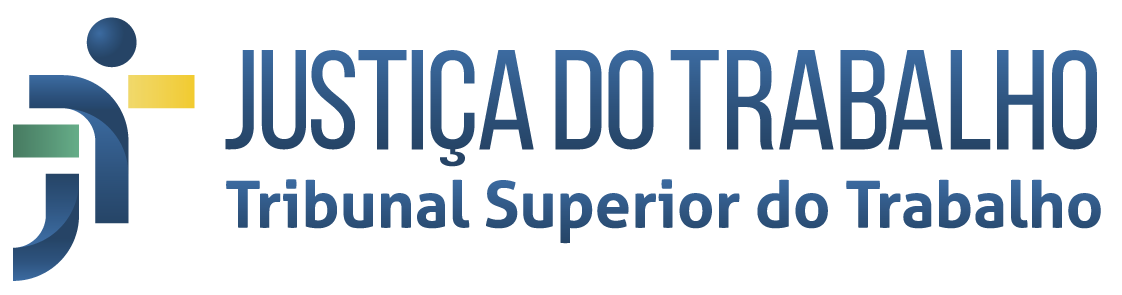 JUSTIÇA DO TRABALHO
Tribunal Superior do Trabalho